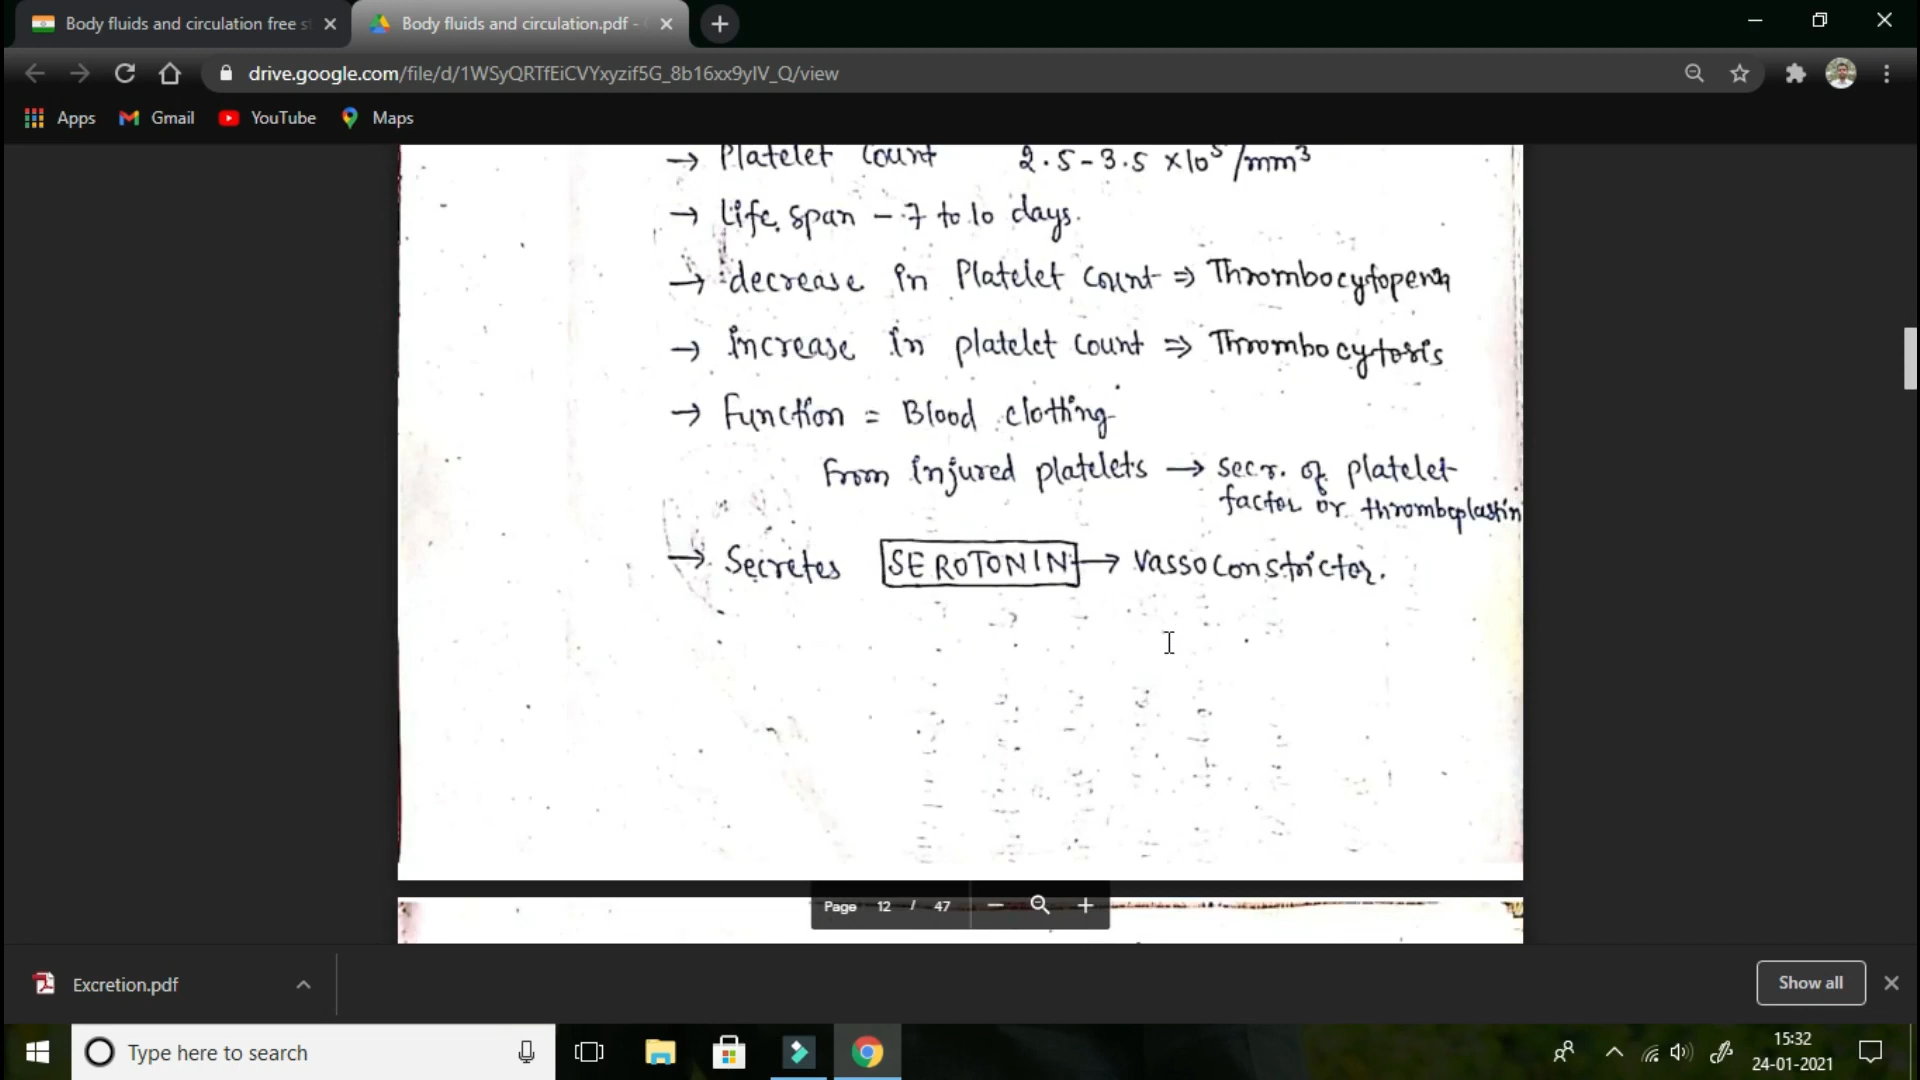 Body fluids and circulation free s
Body fluids and circulation.pdf -
drive.google.com/file/d/1WSyQRTfEiCVYxyzif5G_8b16xx9yIV_Q/view
Apps Gmail YouTube Maps
→ Platelet Count 2.5-3.5 x10⁵/mm³
→ Life span - 7 to 10 days.
→ decrease in Platelet count ⇒ Thrombocytopenia
→ Increase in platelet count ⇒ Thrombocytosis
→ Function = Blood clotting
From injured platelets → secr. of platelet
factor or thromboplastin
→ Secretes SEROTONIN → Vassoconstrictor.
Page 12 / 47
Excretion.pdf
Show all
Type here to search
15:32
24-01-2021